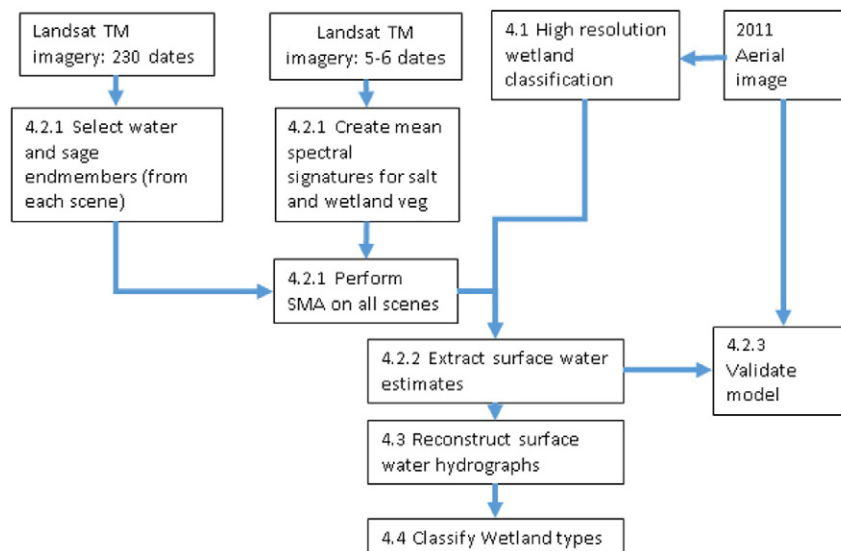 Landsat TM
imagery: 230 dates
Landsat TM
imagery: 5-6 dates
4.1 High resolution
wetland
classification
2011
Aerial
image
4.2.1 Select water
and sage
endmembers (from
each scene)
4.2.1 Create mean
spectral
signatures for salt
and wetland veg
4.2.1 Perform
SMA on all scenes
4.2.2 Extract surface water
estimates
4.2.3
Validate
model
4.3 Reconstruct surface
water hydrographs
4.4 Classify Wetland types